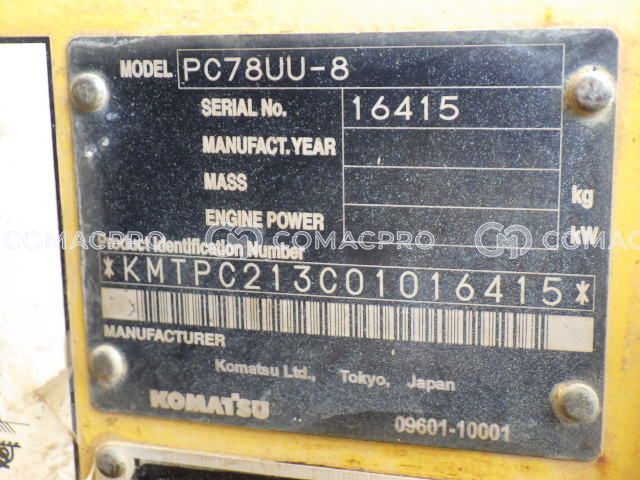 MODEL PC78UU-8
SERIAL No. 16415
MANUFACT.YEAR
MASS kg
ENGINE POWER kW
COMACPRO COMACPRO COMACPRO
Product Identification Number
*KMTPC213C01016415*
MANUFACTURER
Komatsu Ltd., Tokyo, Japan
KOMATSU
09601-10001